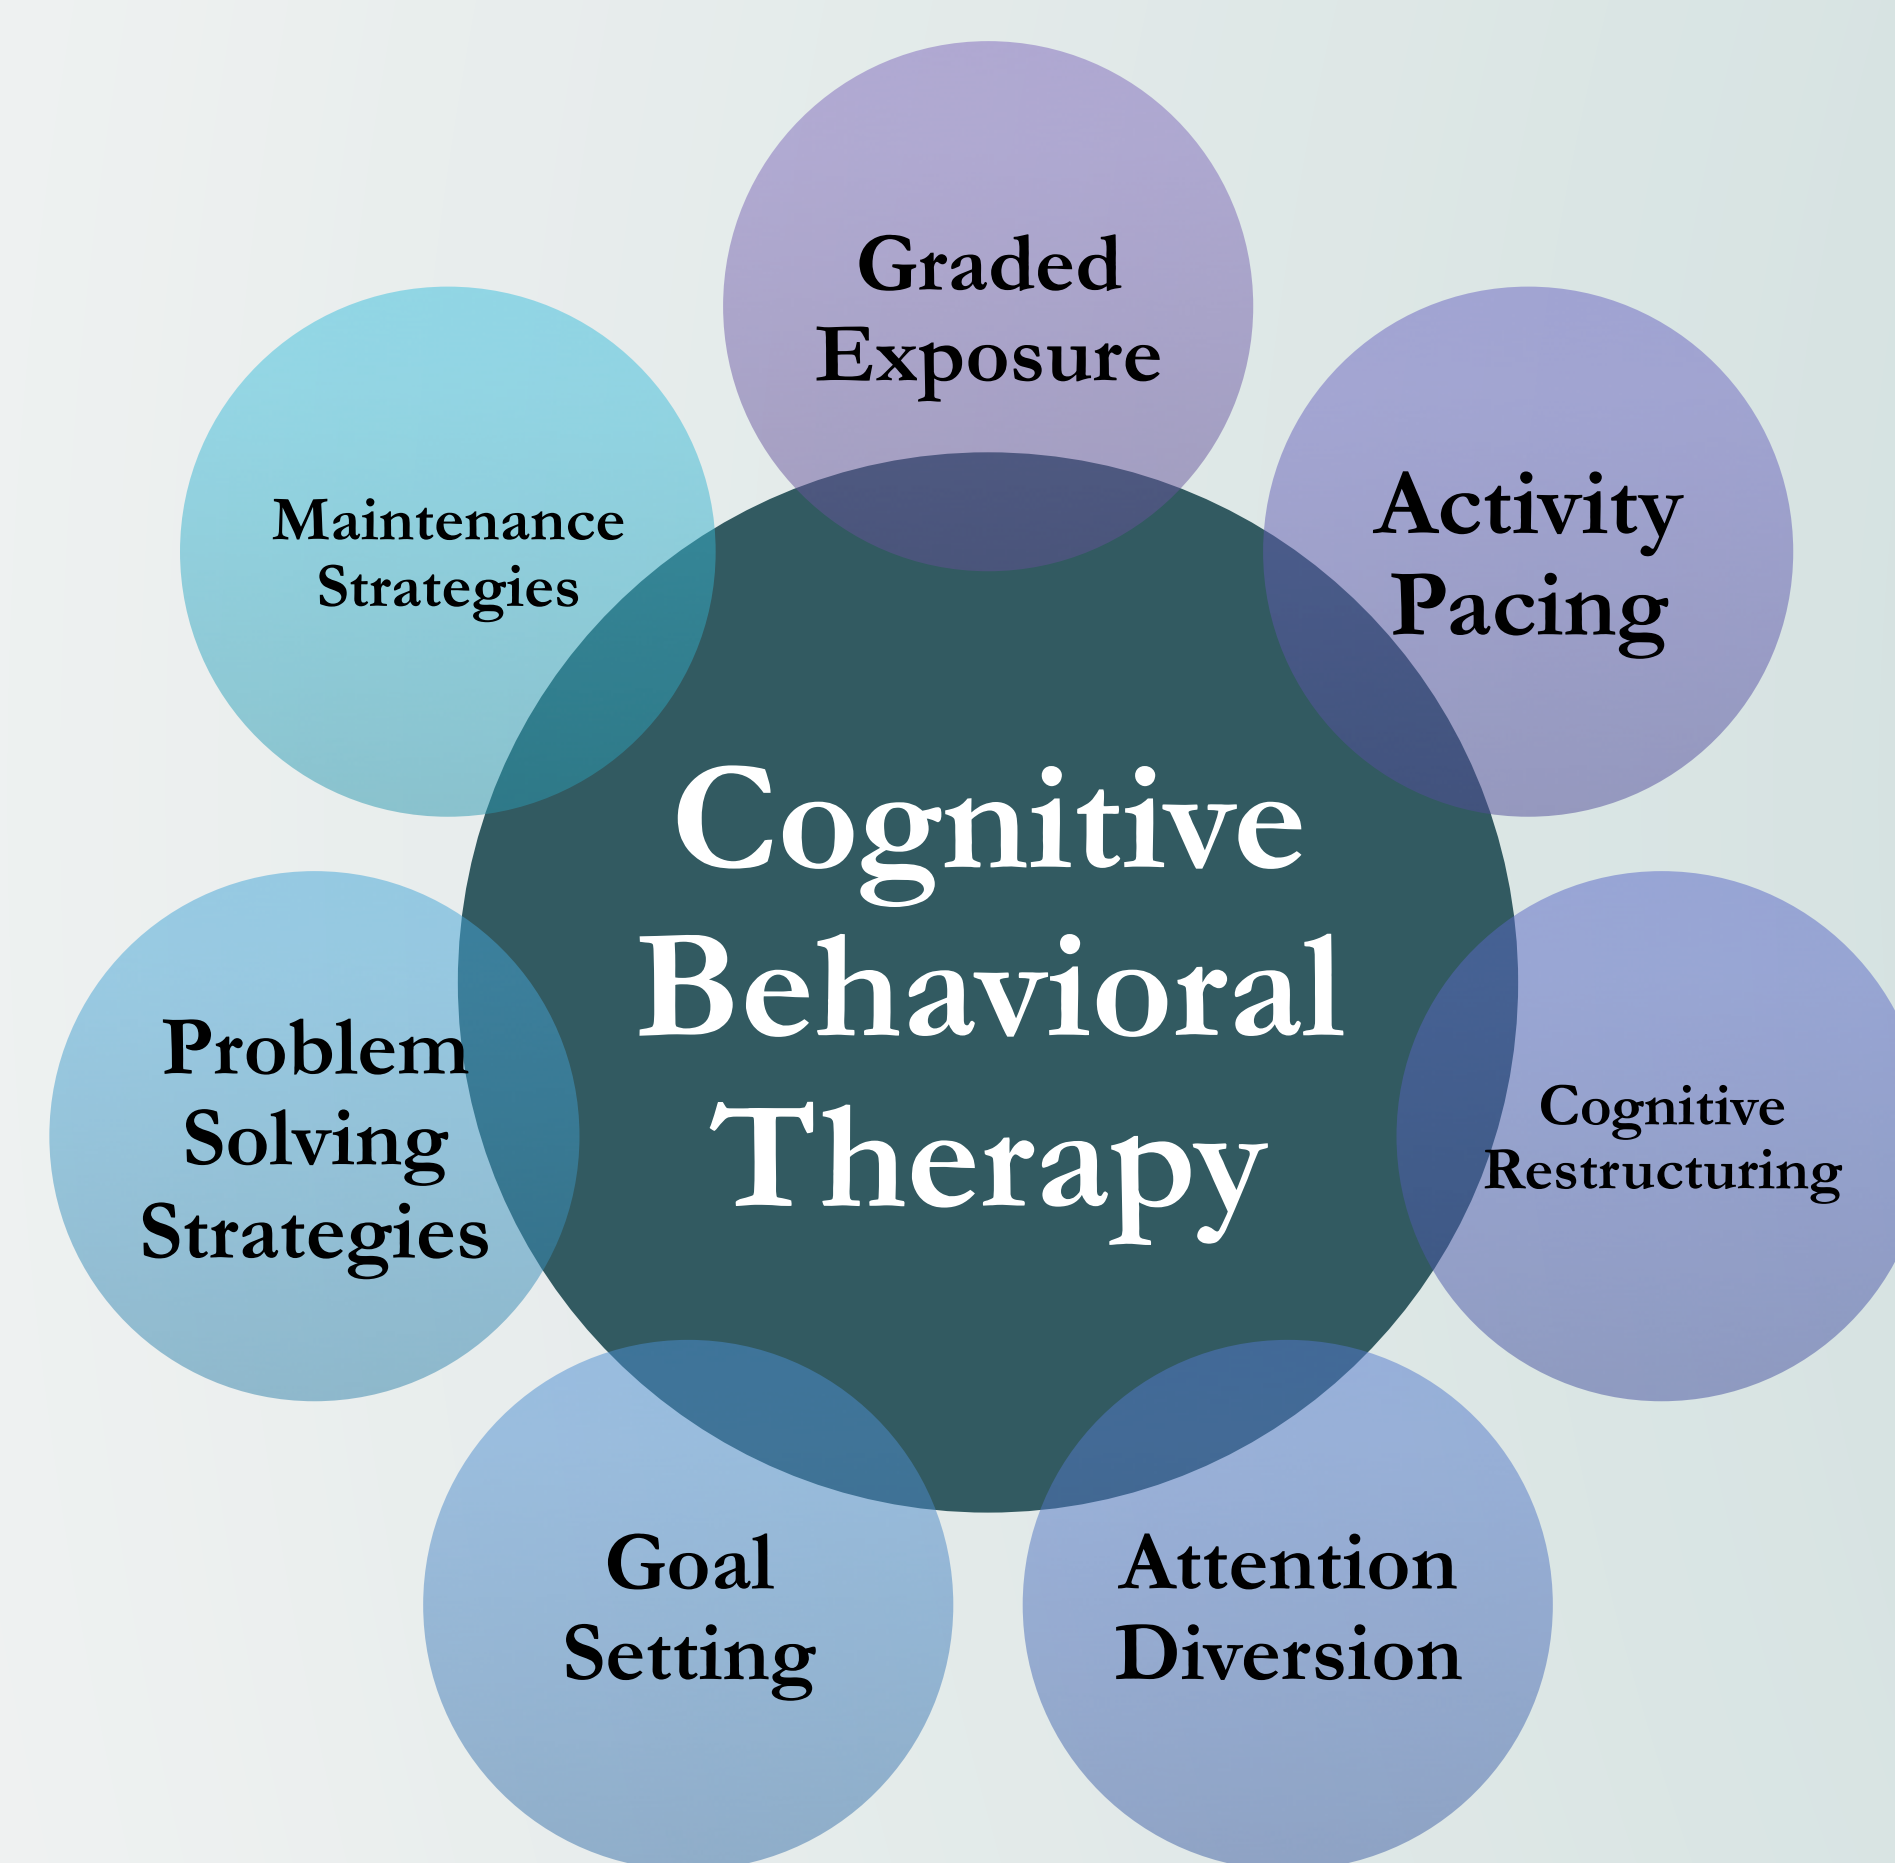 Graded
Exposure
Activity
Pacing
Cognitive
Restructuring
Attention
Diversion
Goal
Setting
Problem
Solving
Strategies
Maintenance
Strategies
Cognitive
Behavioral
Therapy